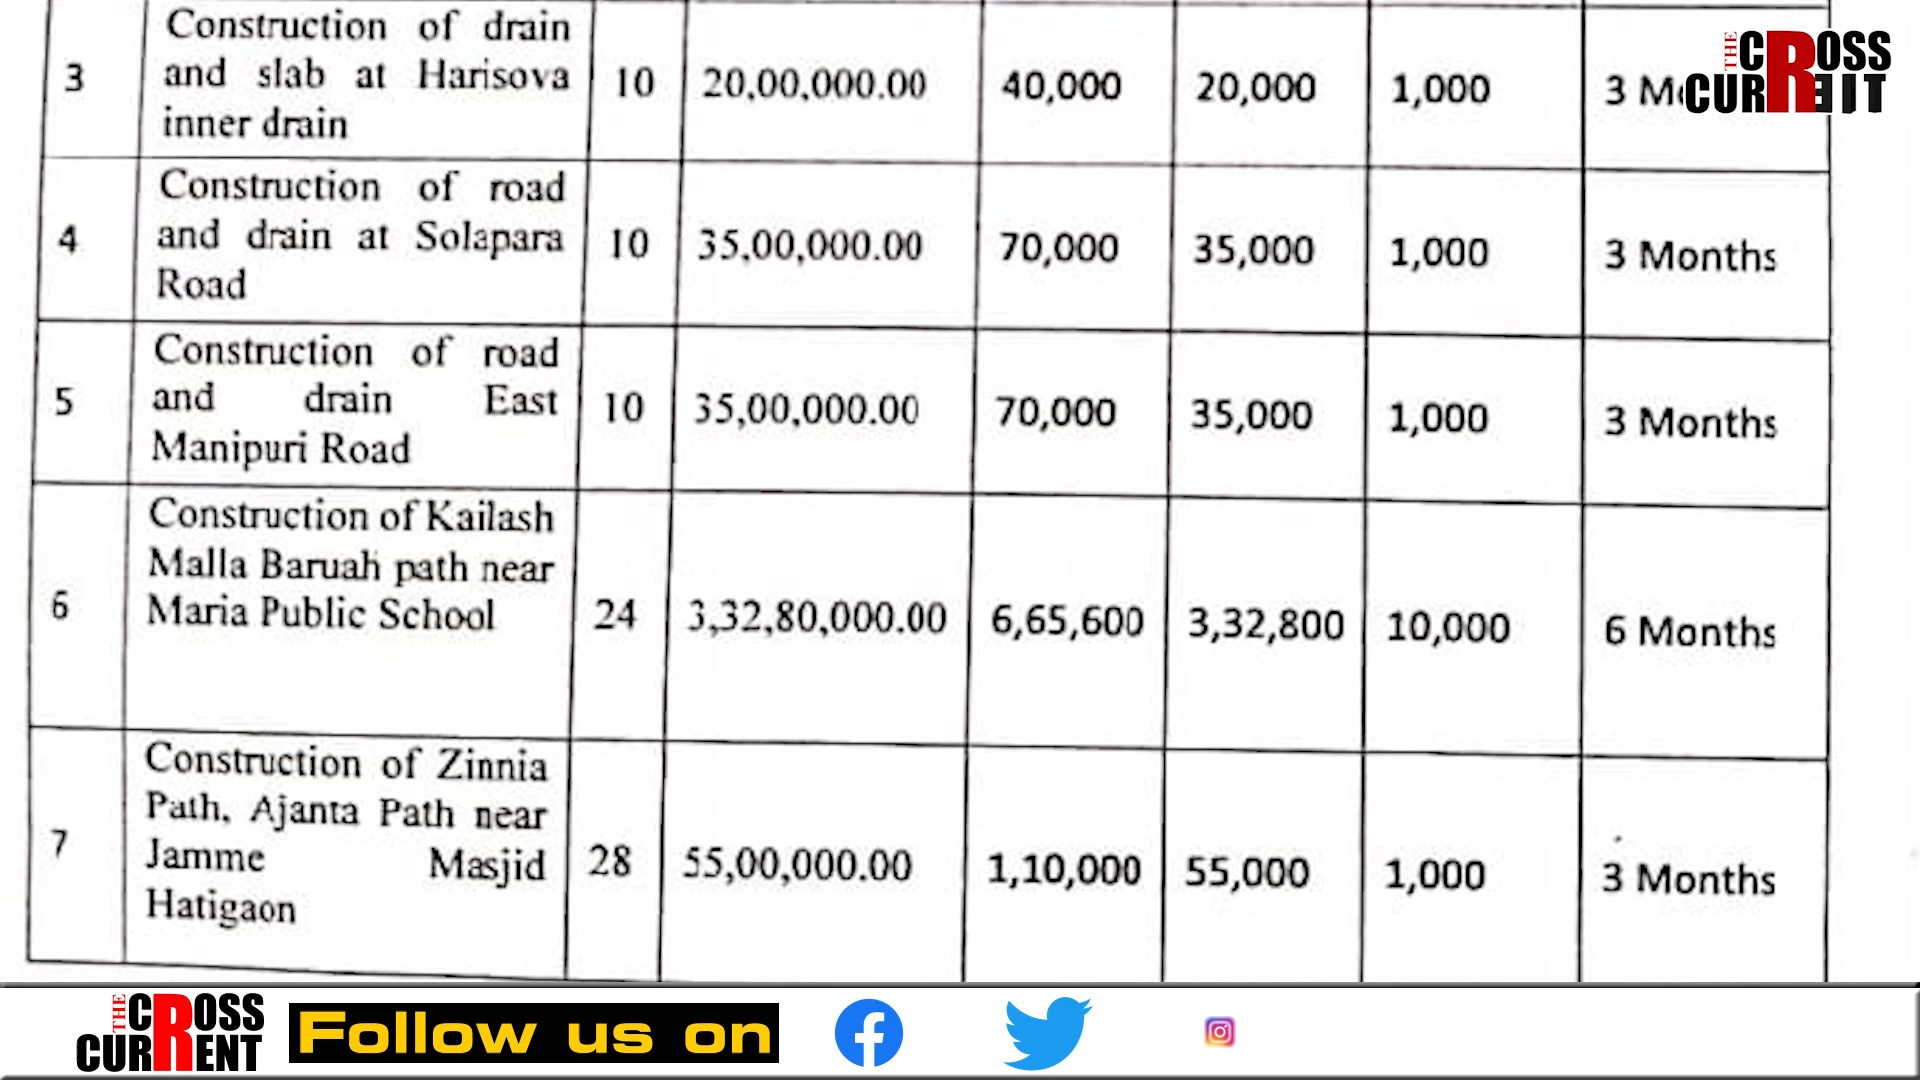 3 Construction of drain and slab at Harisova inner drain 10 20,00,000.00 40,000 20,000 1,000 3
4 Construction of road and drain at Solapara Road 10 35,00,000.00 70,000 35,000 1,000 3 Months
5 Construction of road and drain East Manipuri Road 10 35,00,000.00 70,000 35,000 1,000 3 Months
6 Construction of Kailash Malla Baruah path near Maria Public School 24 3,32,80,000.00 6,65,600 3,32,800 10,000 6 Months
7 Construction of Zinnia Path, Ajanta Path near Jamme Masjid Hatigaon 28 55,00,000.00 1,10,000 55,000 1,000 3 Months
THE CROSS
CURRENT
THE CROSS
CURRENT
Follow us on